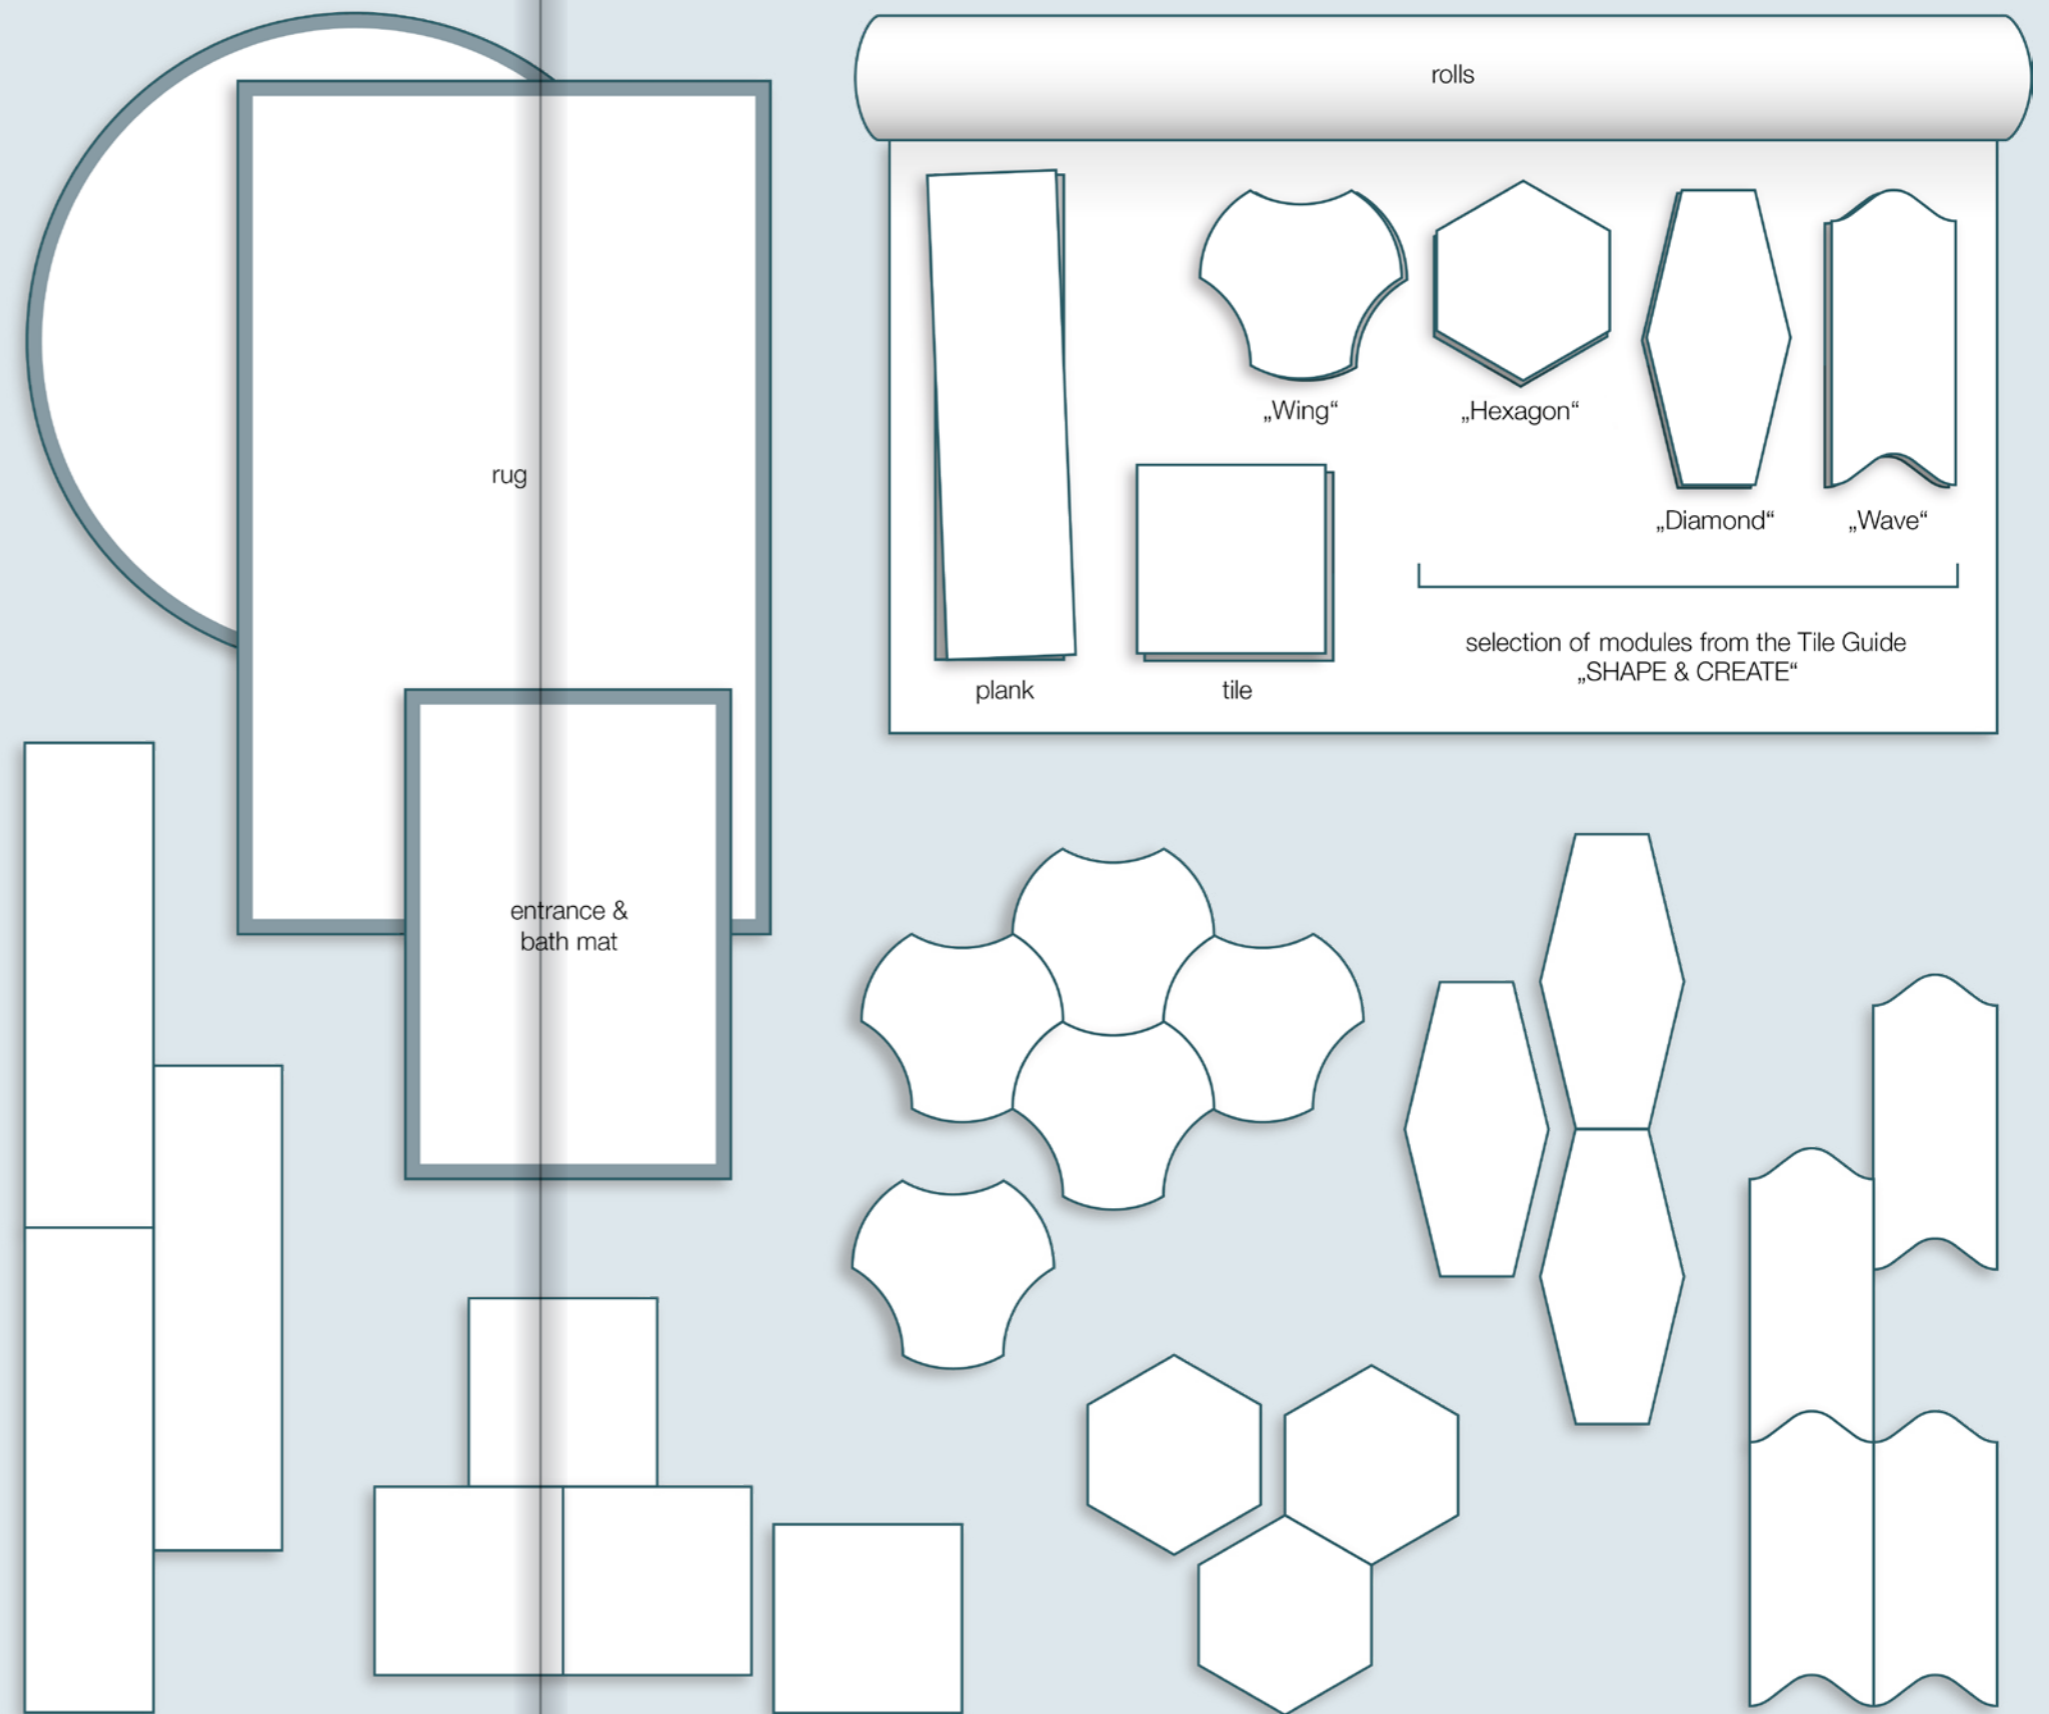 rolls
rug
„Wing“
„Hexagon“
„Diamond“
„Wave“
selection of modules from the Tile Guide
„SHAPE & CREATE“
plank
tile
entrance &
bath mat